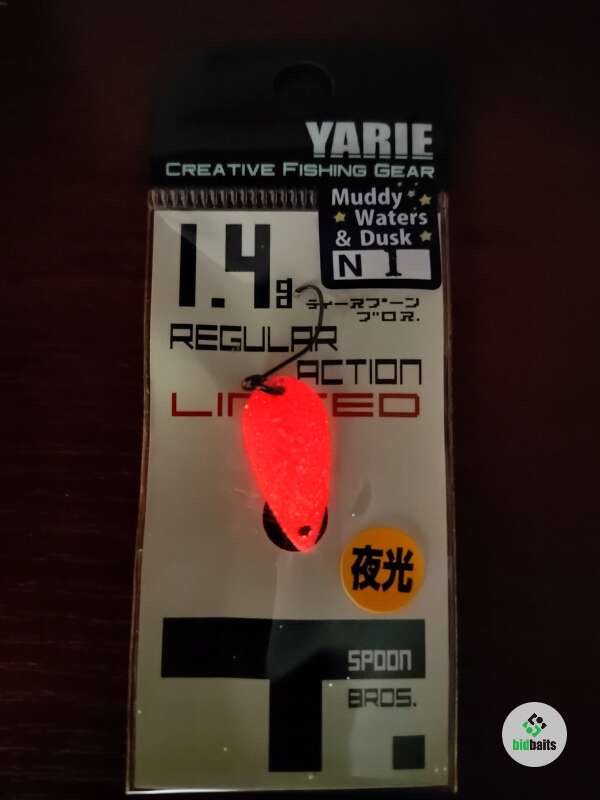 YARIE
CREATIVE FISHING GEAR
Muddy
Waters
& Dusk
N 1
1.4g
ティースプーン
ブロス.
REGULAR
ACTION
LIMITED
夜光
T
SPOON
BROS.
bidbaits